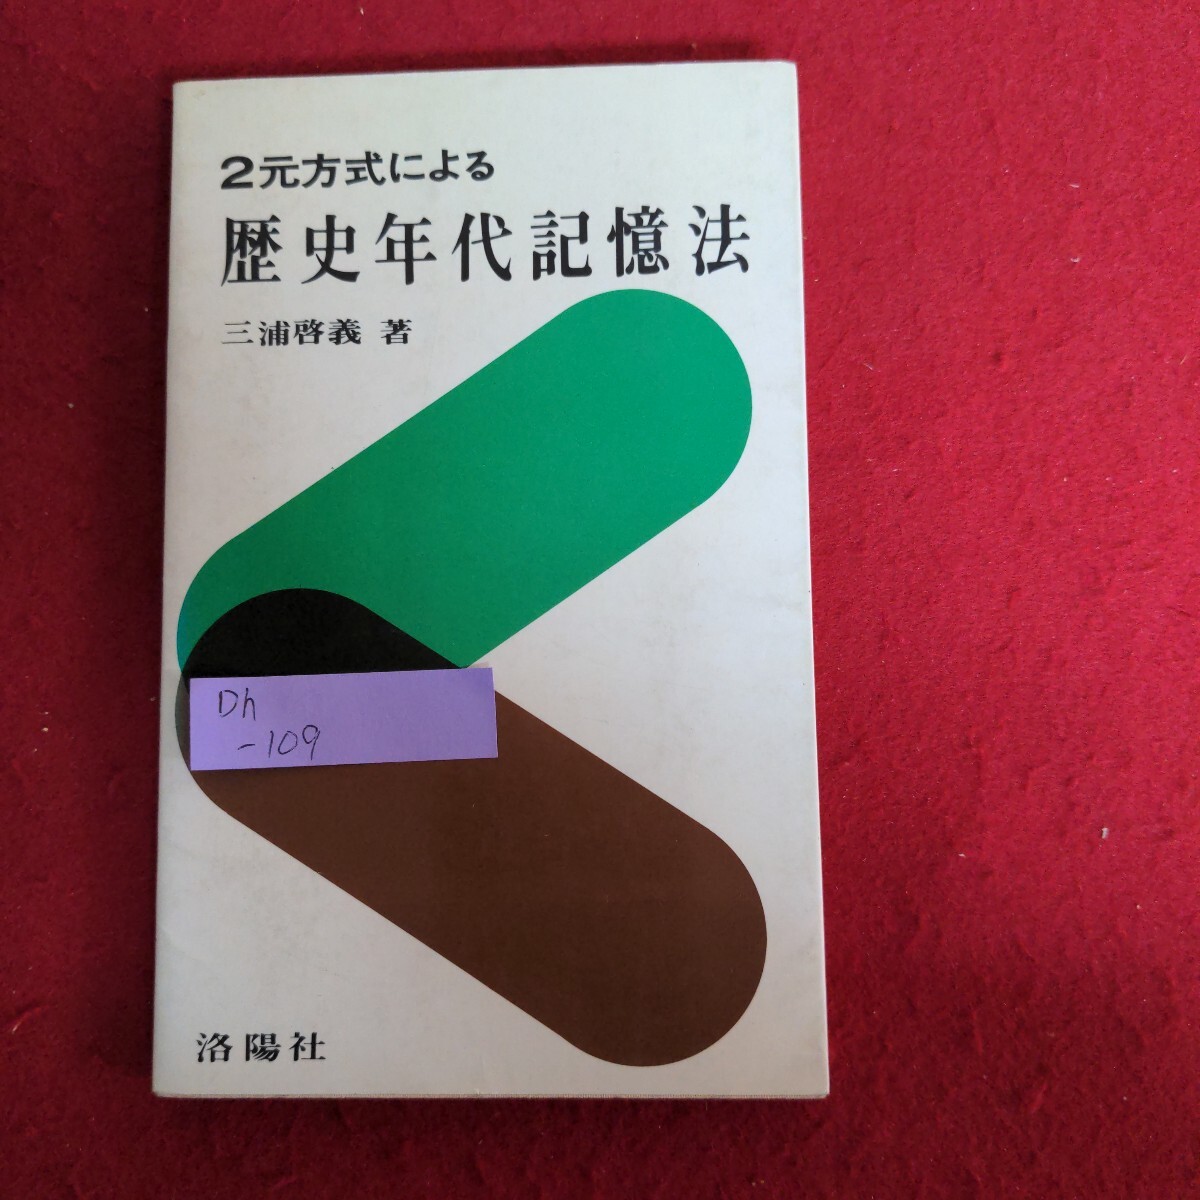 2元方式による
歴史年代記憶法
三浦啓義 著
Dh
-109
洛陽社